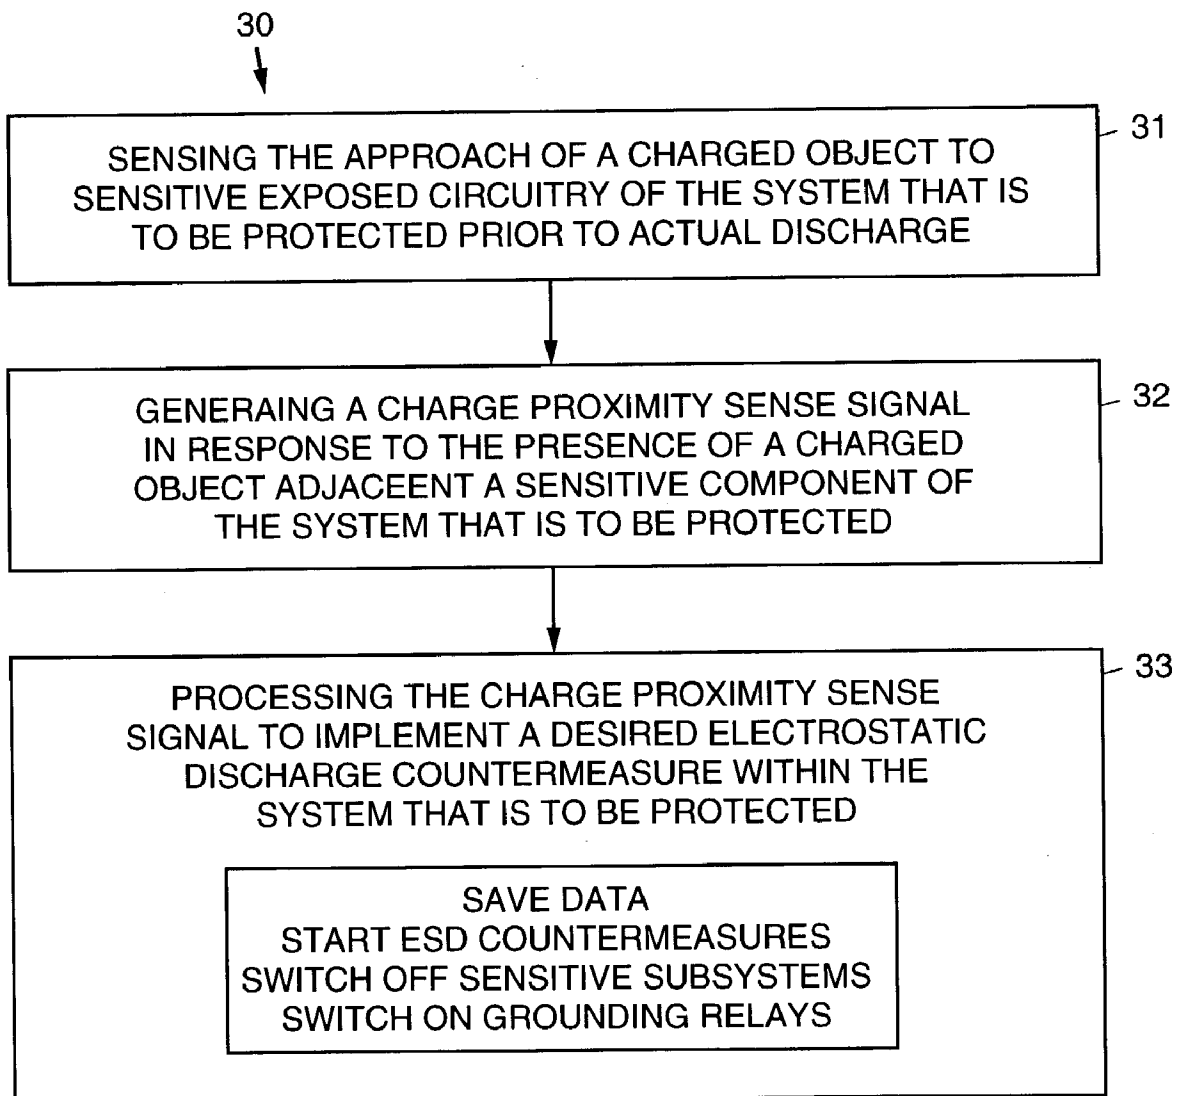 30
31
SENSING THE APPROACH OF A CHARGED OBJECT TO
SENSITIVE EXPOSED CIRCUITRY OF THE SYSTEM THAT IS
TO BE PROTECTED PRIOR TO ACTUAL DISCHARGE
32
GENERAING A CHARGE PROXIMITY SENSE SIGNAL
IN RESPONSE TO THE PRESENCE OF A CHARGED
OBJECT ADJACEENT A SENSITIVE COMPONENT OF
THE SYSTEM THAT IS TO BE PROTECTED
33
PROCESSING THE CHARGE PROXIMITY SENSE
SIGNAL TO IMPLEMENT A DESIRED ELECTROSTATIC
DISCHARGE COUNTERMEASURE WITHIN THE
SYSTEM THAT IS TO BE PROTECTED
SAVE DATA
START ESD COUNTERMEASURES
SWITCH OFF SENSITIVE SUBSYSTEMS
SWITCH ON GROUNDING RELAYS